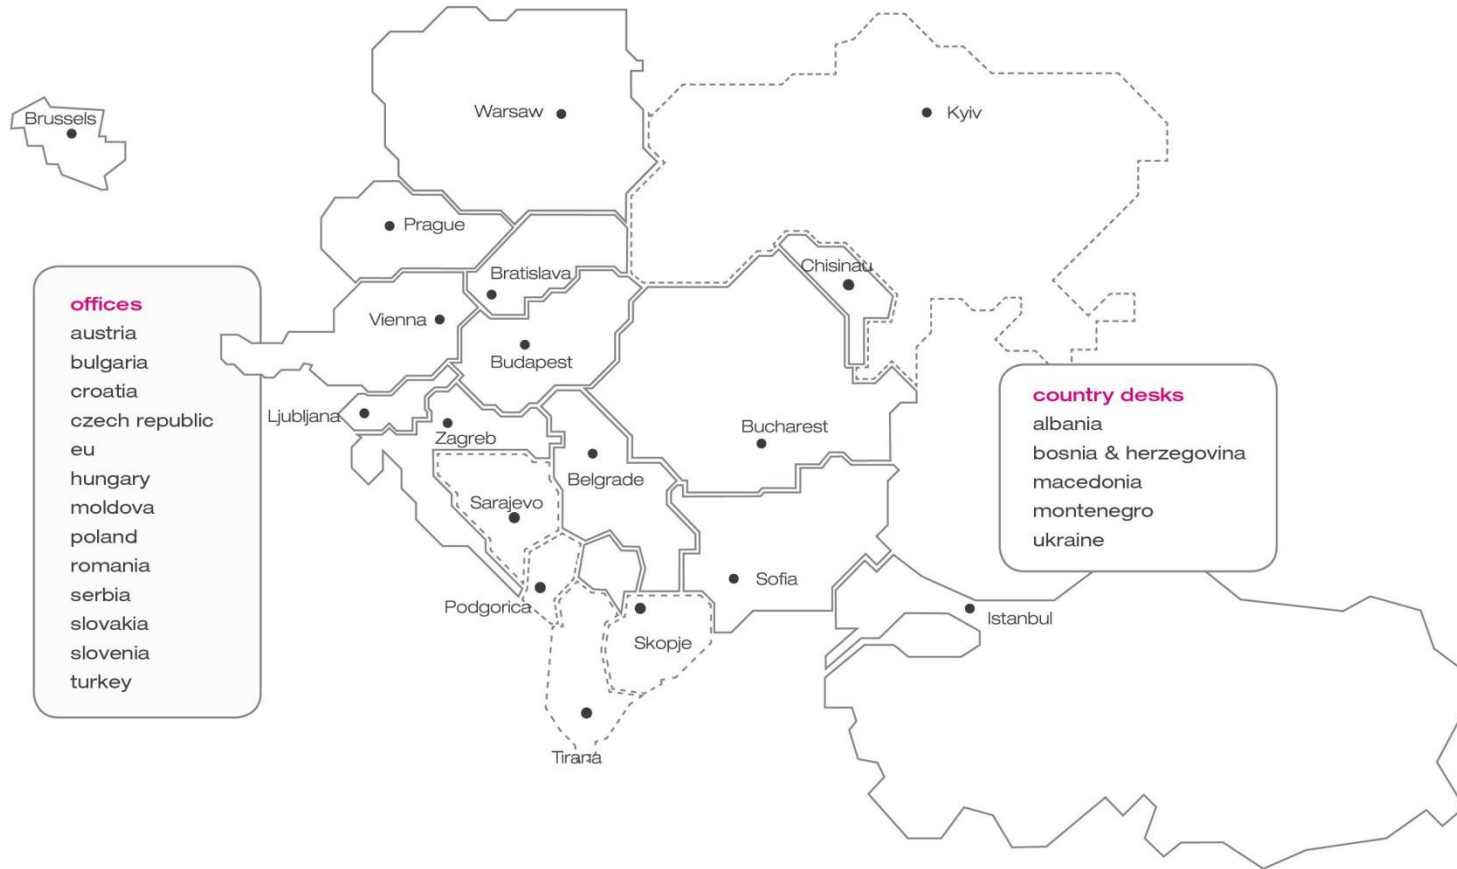 Warsaw
Kyiv
Brussels
Prague
Chisinau
Bratislava
Vienna
Budapest
Ljubljana
Zagreb
Bucharest
Belgrade
Sarajevo
Sofia
Podgorica
Istanbul
Skopje
Tirana
offices
austria
bulgaria
croatia
czech republic
eu
hungary
moldova
poland
romania
serbia
slovakia
slovenia
turkey
country desks
albania
bosnia & herzegovina
macedonia
montenegro
ukraine